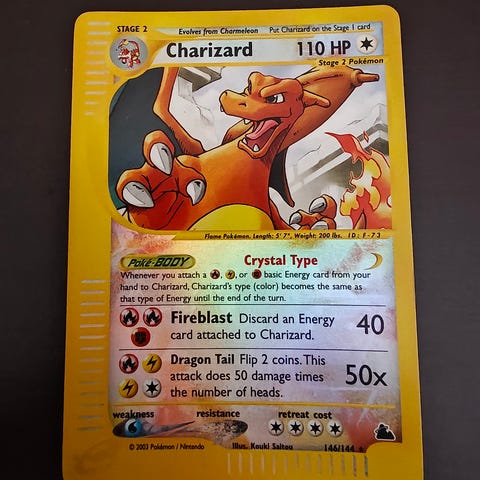 STAGE 2 Evolves from Charmeleon Put Charizard on the Stage 1 card
Charizard 110 HP
Stage 2 Pokémon
Flame Pokémon. Length: 5' 7", Weight: 200 lbs. ID: F-73
Poké-BODY Crystal Type
Whenever you attach a , , or basic Energy card from your
hand to Charizard, Charizard's type (color) becomes the same as
that type of Energy until the end of the turn.
Fireblast Discard an Energy
card attached to Charizard. 40
Dragon Tail Flip 2 coins. This
attack does 50 damage times
the number of heads. 50x
weakness resistance retreat cost
© 2003 Pokémon / Nintendo Illus. Kouki Saitou 146/144